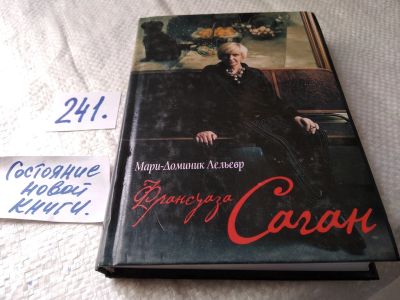 241.
Состояние
новой
книги.
Мари-Доминик Лельевр
Франсуаза
Саган